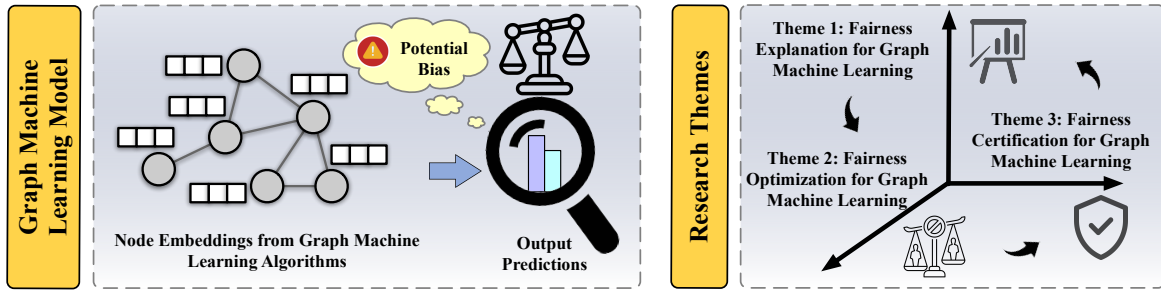 Graph Machine
Learning Model
Potential
Bias
Node Embeddings from Graph Machine
Learning Algorithms
Output
Predictions
Research Themes
Theme 1: Fairness
Explanation for Graph
Machine Learning
Theme 2: Fairness
Optimization for Graph
Machine Learning
Theme 3: Fairness
Certification for Graph
Machine Learning